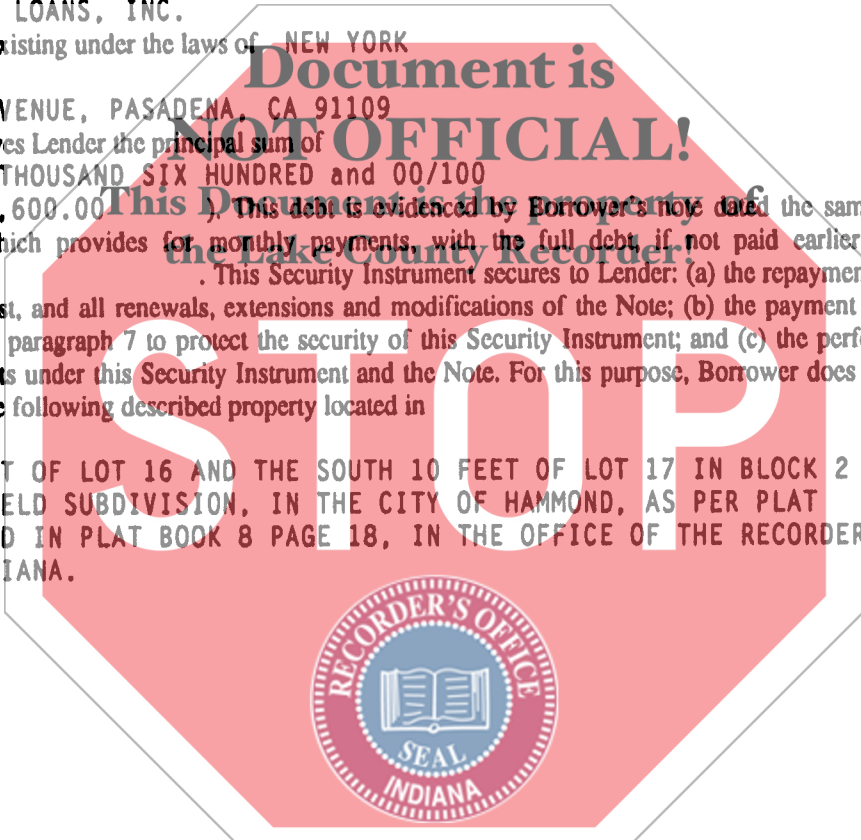 LOANS, INC.
xisting under the laws of NEW YORK
Document is
VENUE, PASADENA, CA 91109
res Lender the principal sum of
NOT OFFICIAL!
THOUSAND SIX HUNDRED and 00/100
This Document is the property of
,600.00 ). This debt is evidenced by Borrower's note dated the sam
hich provides for monthly payments, with the full debt, if not paid earlier
the Lake County Recorder!
. This Security Instrument secures to Lender: (a) the repaymen
st, and all renewals, extensions and modifications of the Note; (b) the payment
paragraph 7 to protect the security of this Security Instrument; and (c) the perf
ts under this Security Instrument and the Note. For this purpose, Borrower does
e following described property located in
STOP
T OF LOT 16 AND THE SOUTH 10 FEET OF LOT 17 IN BLOCK 2
ELD SUBDIVISION, IN THE CITY OF HAMMOND, AS PER PLAT
D IN PLAT BOOK 8 PAGE 18, IN THE OFFICE OF THE RECORDER
IANA.
RECORDER'S OFFICE
SEAL
INDIANA